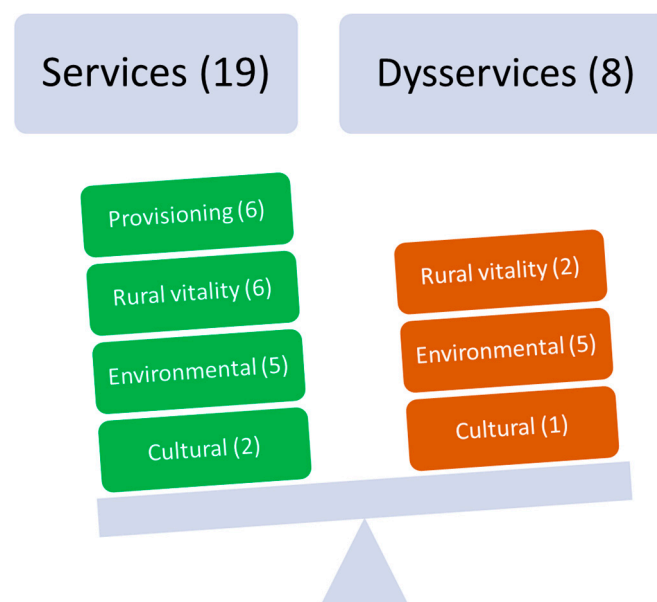 Services (19)
Dysservices (8)
Provisioning (6)
Rural vitality (6)
Environmental (5)
Cultural (2)
Rural vitality (2)
Environmental (5)
Cultural (1)